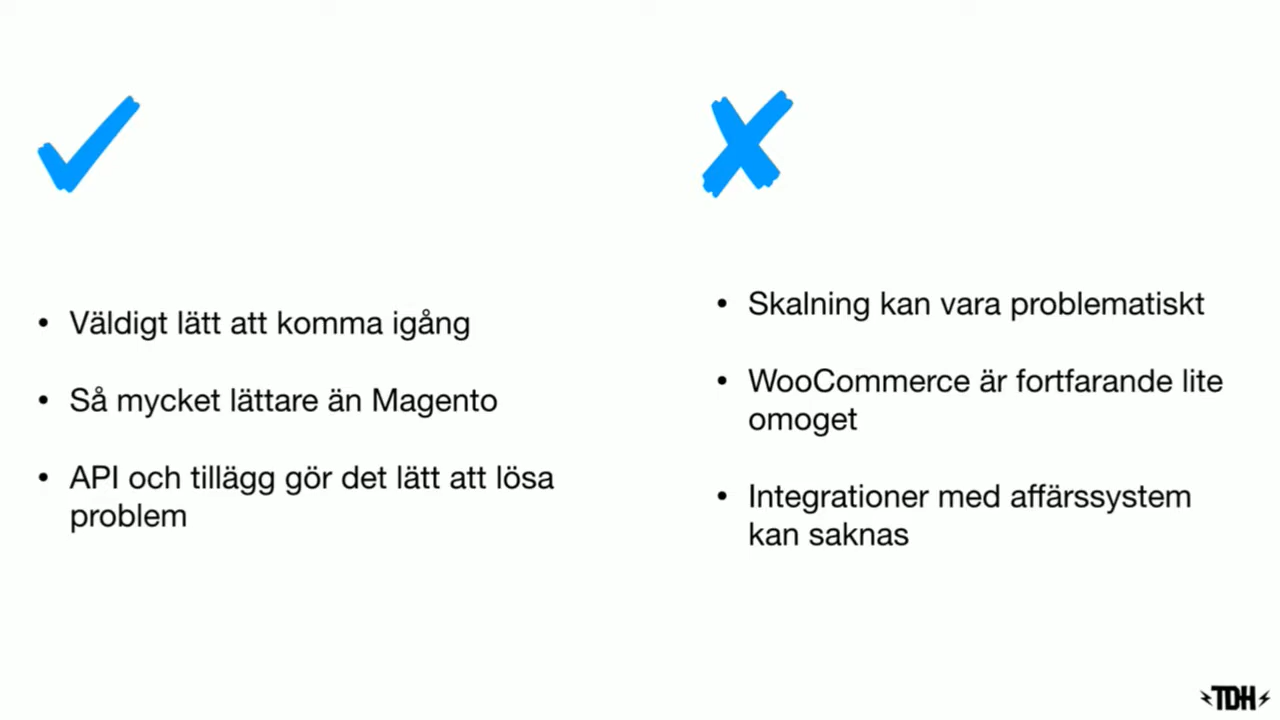 • Väldigt lätt att komma igång
• Så mycket lättare än Magento
• API och tillägg gör det lätt att lösa
problem
• Skalning kan vara problematiskt
• WooCommerce är fortfarande lite
omoget
• Integrationer med affärssystem
kan saknas
TDH